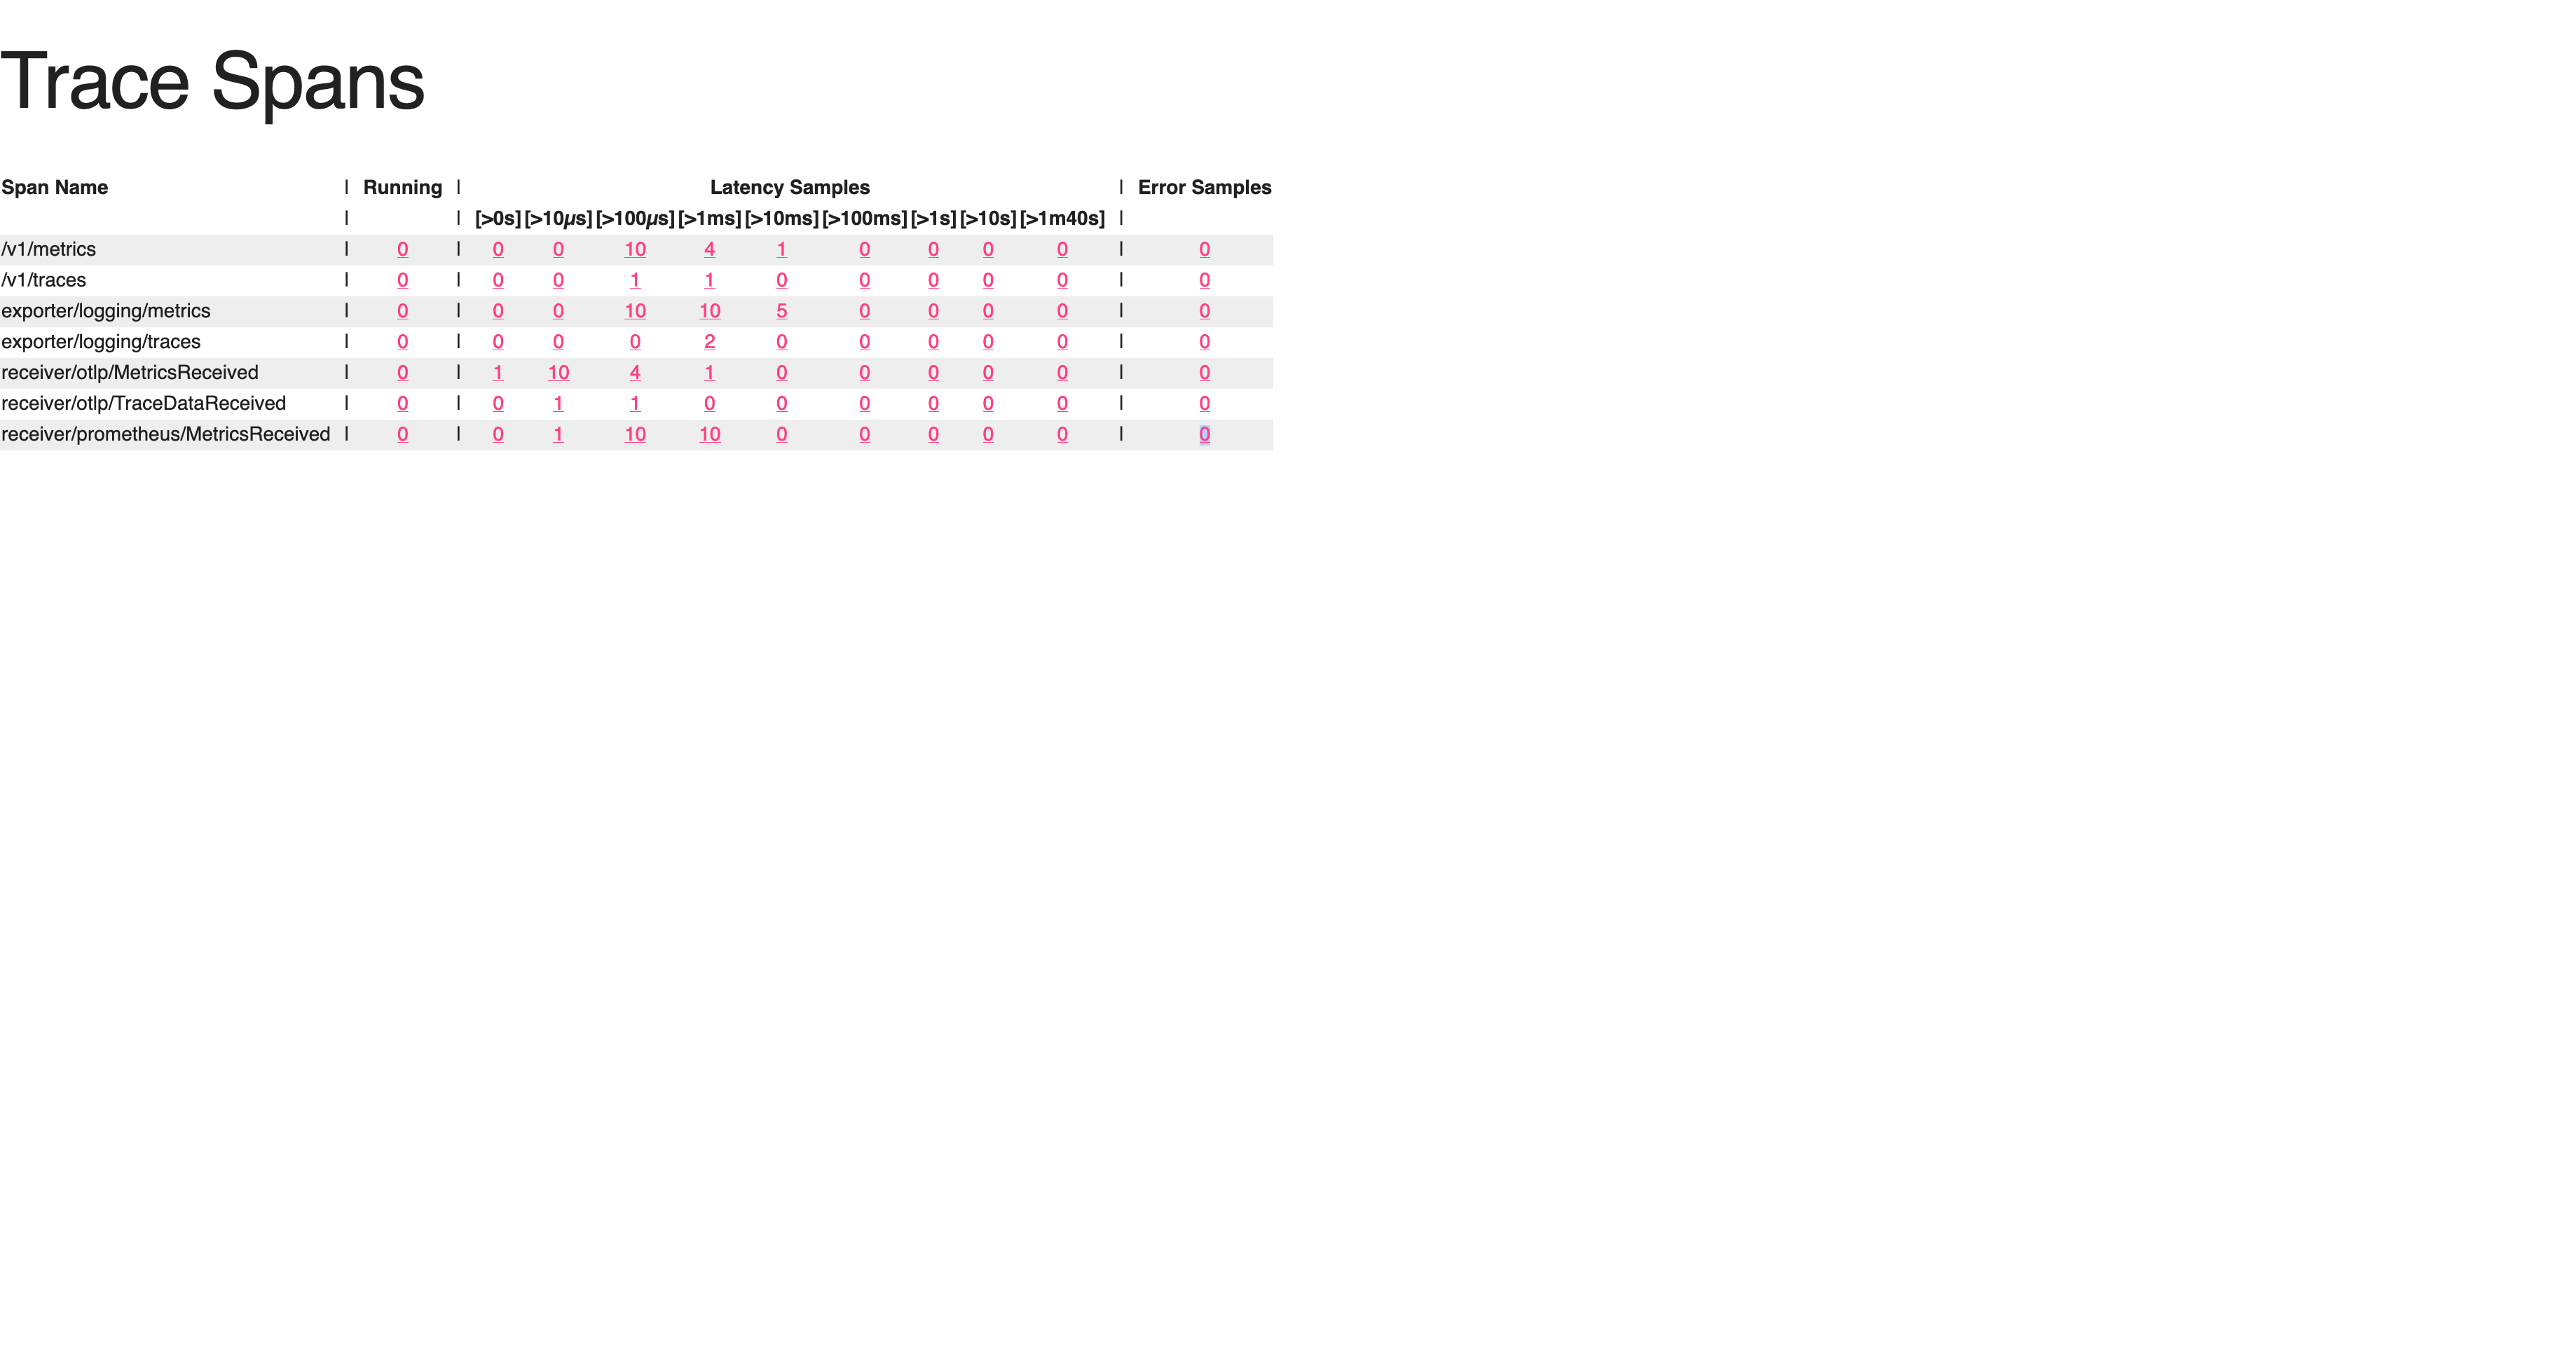 Trace Spans
Span Name | Running | Latency Samples | Error Samples
| | [>0s] [>10µs] [>100µs] [>1ms] [>10ms] [>100ms] [>1s] [>10s] [>1m40s] |
/v1/metrics | 0 | 0 0 10 4 1 0 0 0 0 | 0
/v1/traces | 0 | 0 0 1 1 0 0 0 0 0 | 0
exporter/logging/metrics | 0 | 0 0 10 10 5 0 0 0 0 | 0
exporter/logging/traces | 0 | 0 0 0 2 0 0 0 0 0 | 0
receiver/otlp/MetricsReceived | 0 | 1 10 4 1 0 0 0 0 0 | 0
receiver/otlp/TraceDataReceived | 0 | 0 1 1 0 0 0 0 0 0 | 0
receiver/prometheus/MetricsReceived | 0 | 0 1 10 10 0 0 0 0 0 | 0